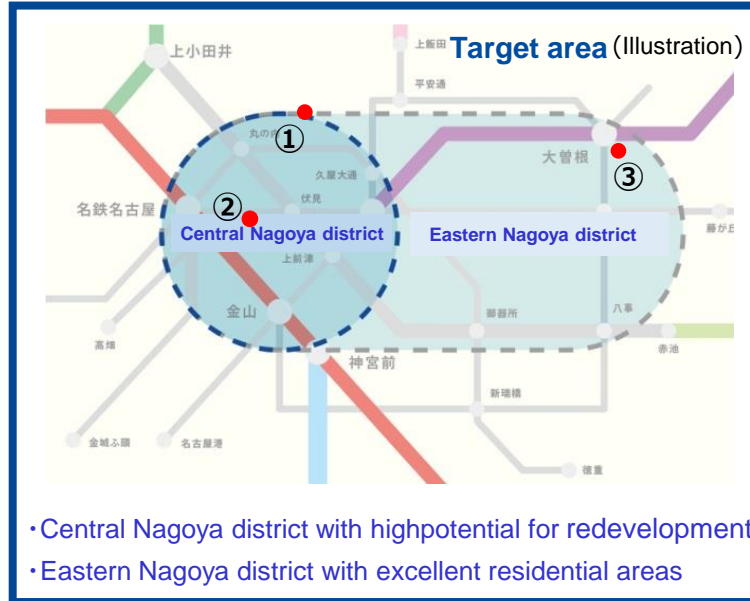 Target area (Illustration)
上小田井
上飯田
平安通
丸の内
①
大曽根
③
久屋大通
名鉄名古屋
②
伏見
藤が丘
Central Nagoya district
Eastern Nagoya district
上前津
金山
御器所
八事
高畑
神宮前
赤池
新瑞橋
金城ふ頭
名古屋港
徳重
・Central Nagoya district with highpotential for redevelopment
・Eastern Nagoya district with excellent residential areas